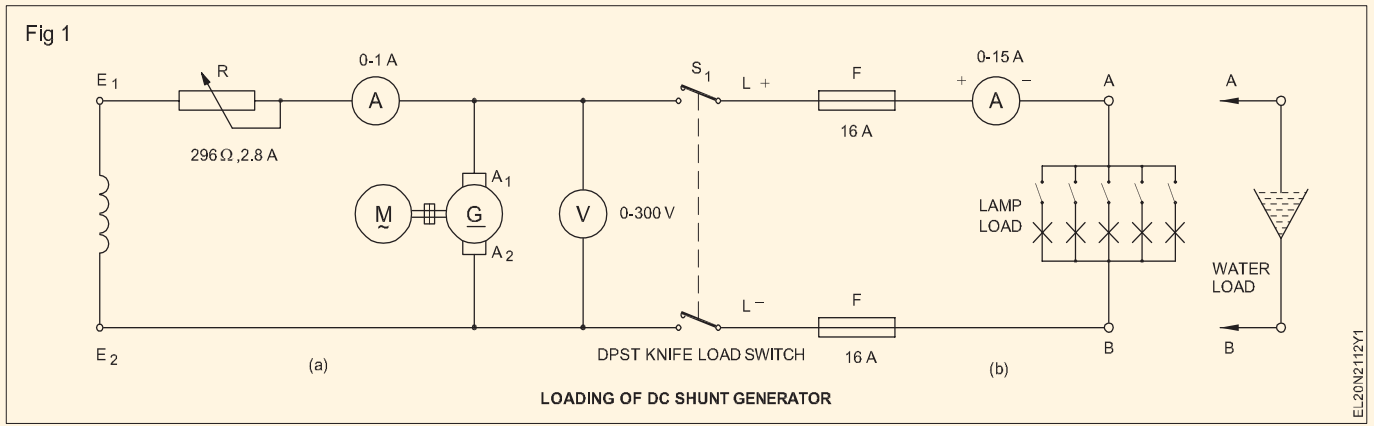 Fig 1
E1
R
0-1 A
A
296 Ω ,2.8 A
M
~
G
A1
A2
V
0-300 V
E2
(a)
S1
L +
F
16 A
0-15 A
+
−
A
A
A
LAMP
LOAD
WATER
LOAD
L −
F
16 A
B
B
DPST KNIFE LOAD SWITCH
(b)
LOADING OF DC SHUNT GENERATOR
EL20N2112Y1